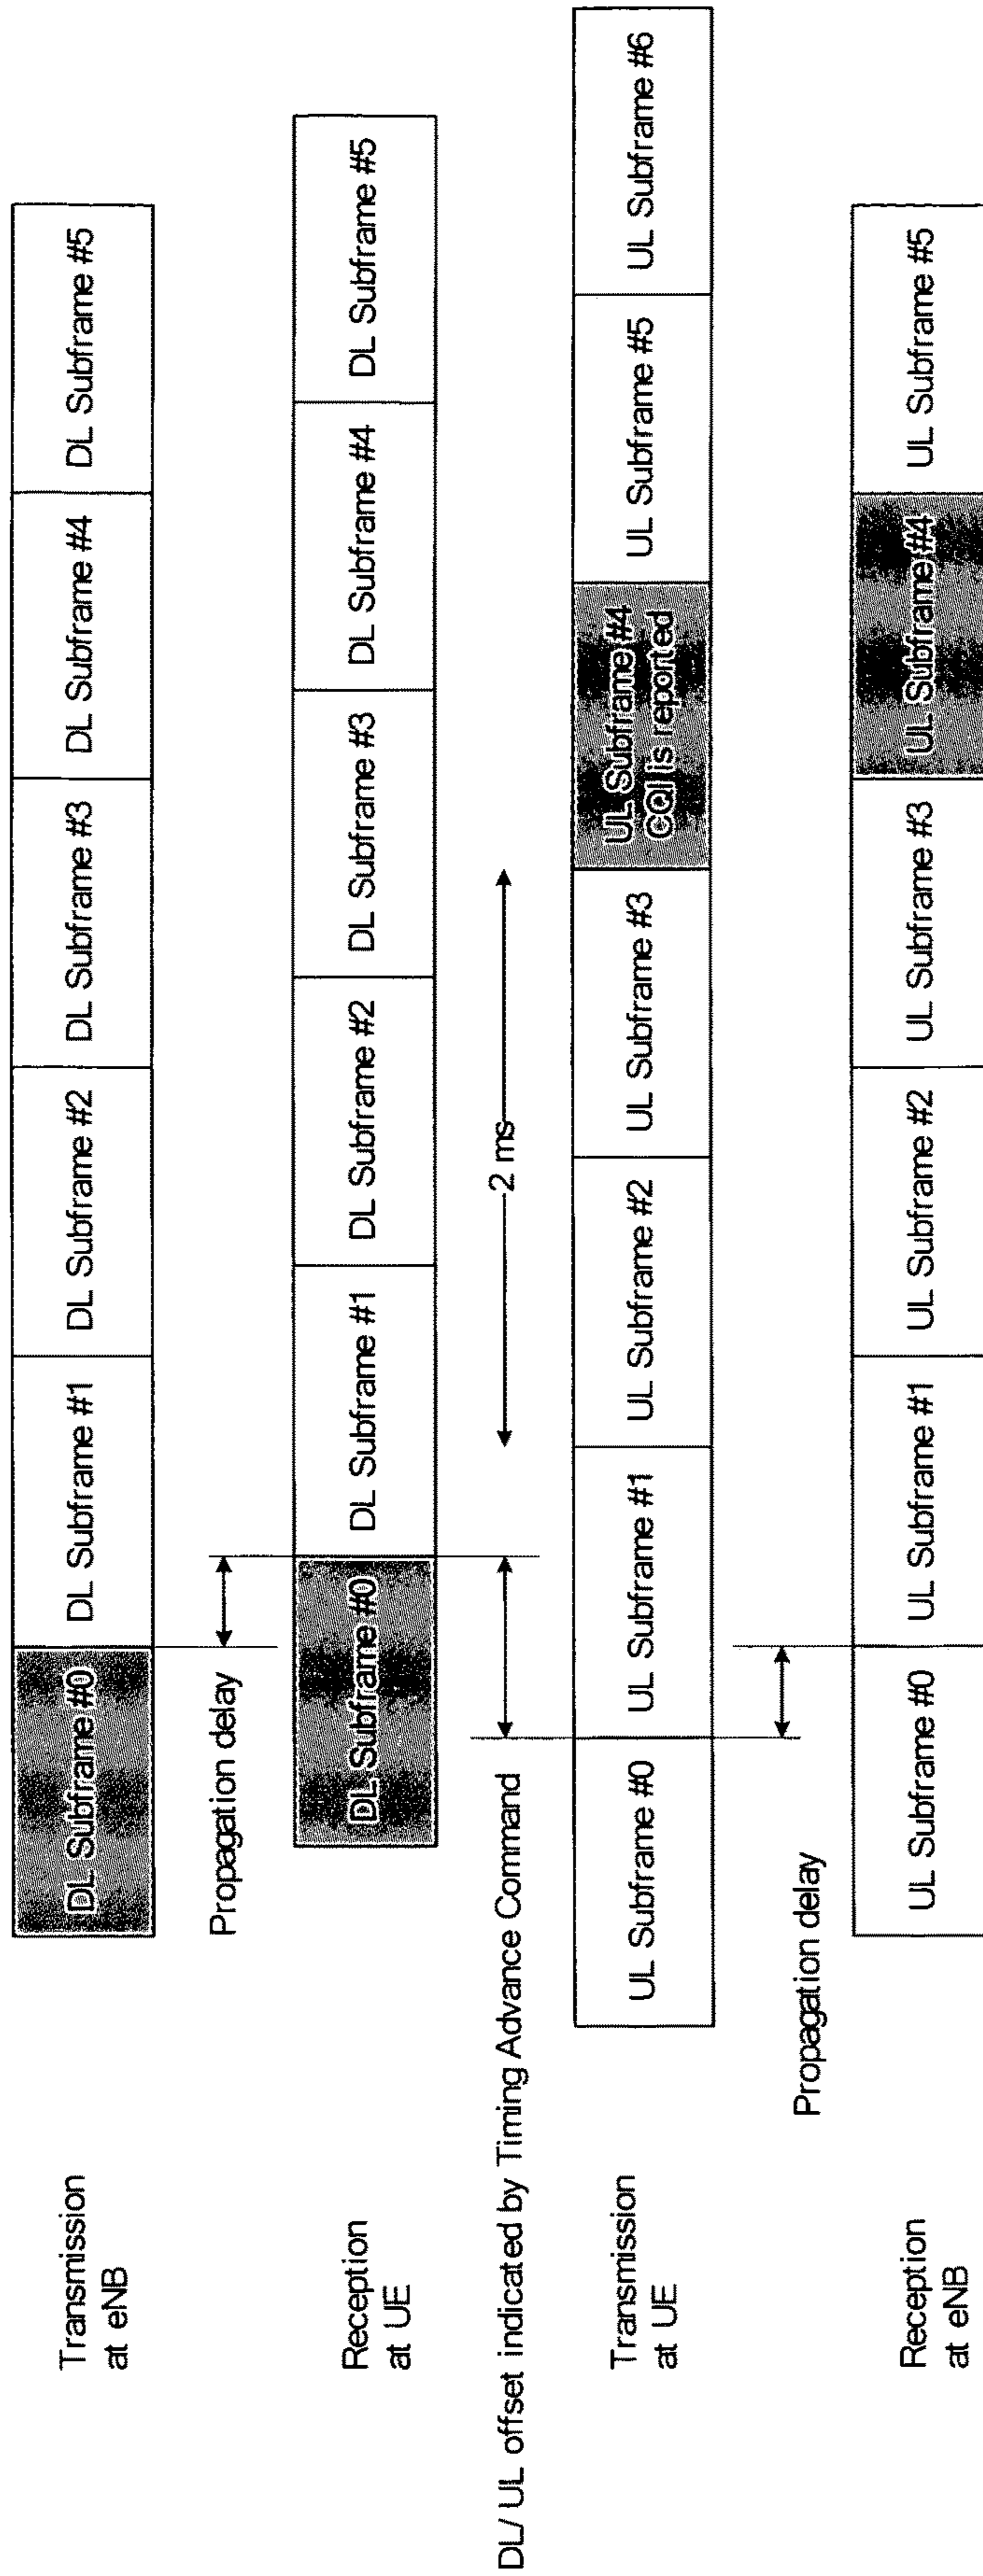 Transmission
at eNB
DL Subframe #0
DL Subframe #1
DL Subframe #2
DL Subframe #3
DL Subframe #4
DL Subframe #5
Propagation delay
Reception
at UE
DL Subframe #0
DL Subframe #1
DL Subframe #2
DL Subframe #3
DL Subframe #4
DL Subframe #5
DL/ UL offset indicated by Timing Advance Command
2 ms
Transmission
at UE
UL Subframe #0
UL Subframe #1
UL Subframe #2
UL Subframe #3
UL Subframe #4
CQI is reported
UL Subframe #5
UL Subframe #6
Propagation delay
Reception
at eNB
UL Subframe #0
UL Subframe #1
UL Subframe #2
UL Subframe #3
UL Subframe #4
UL Subframe #5